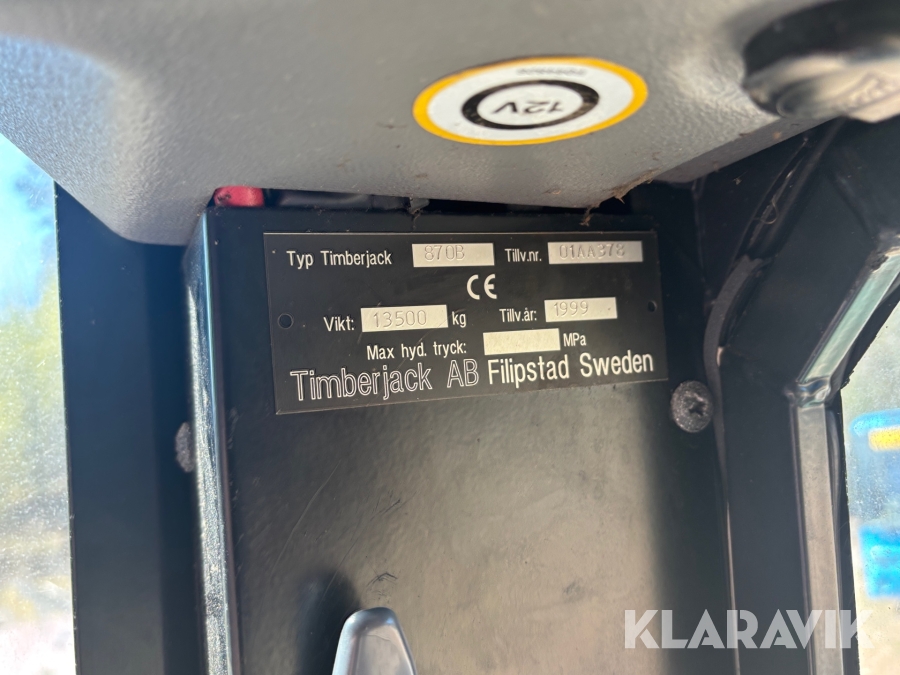 12V
Typ Timberjack 870B Tillv.nr. 01AA378
CE
Vikt: 13500 kg Tillv.år: 1999
Max hyd. tryck: MPa
Timberjack AB Filipstad Sweden
KLARAVIK